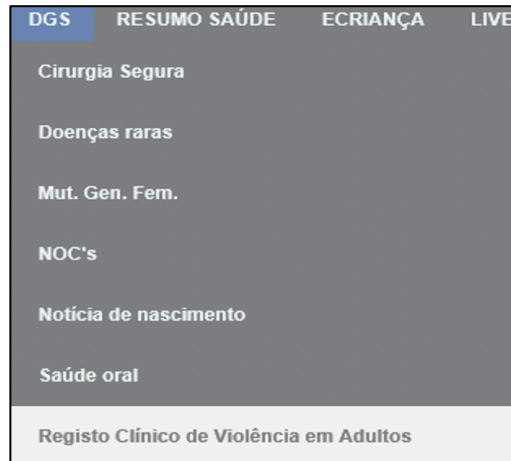 DGS RESUMO SAÚDE ECRIANÇA LIVE
Cirurgia Segura
Doenças raras
Mut. Gen. Fem.
NOC's
Notícia de nascimento
Saúde oral
Registo Clínico de Violência em Adultos